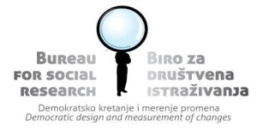 BUREAU
FOR SOCIAL
RESEARCH
BIRO ZA
DRUŠTVENA
ISTRAŽIVANJA
Demokratsko kretanje i merenje promena
Democratic design and measurement of changes